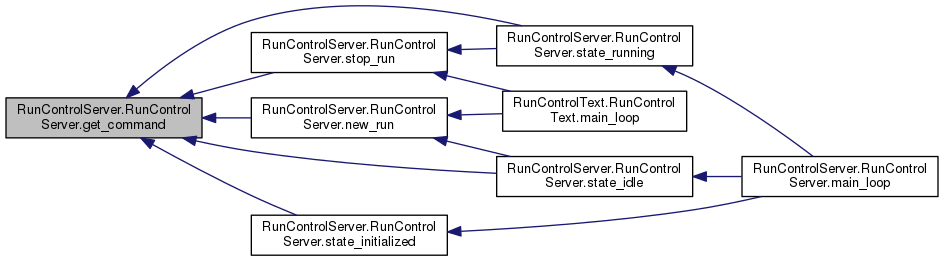 RunControlServer.RunControl
Server.get_command
RunControlServer.RunControl
Server.stop_run
RunControlServer.RunControl
Server.new_run
RunControlServer.RunControl
Server.state_initialized
RunControlServer.RunControl
Server.state_running
RunControlText.RunControl
Text.main_loop
RunControlServer.RunControl
Server.state_idle
RunControlServer.RunControl
Server.main_loop